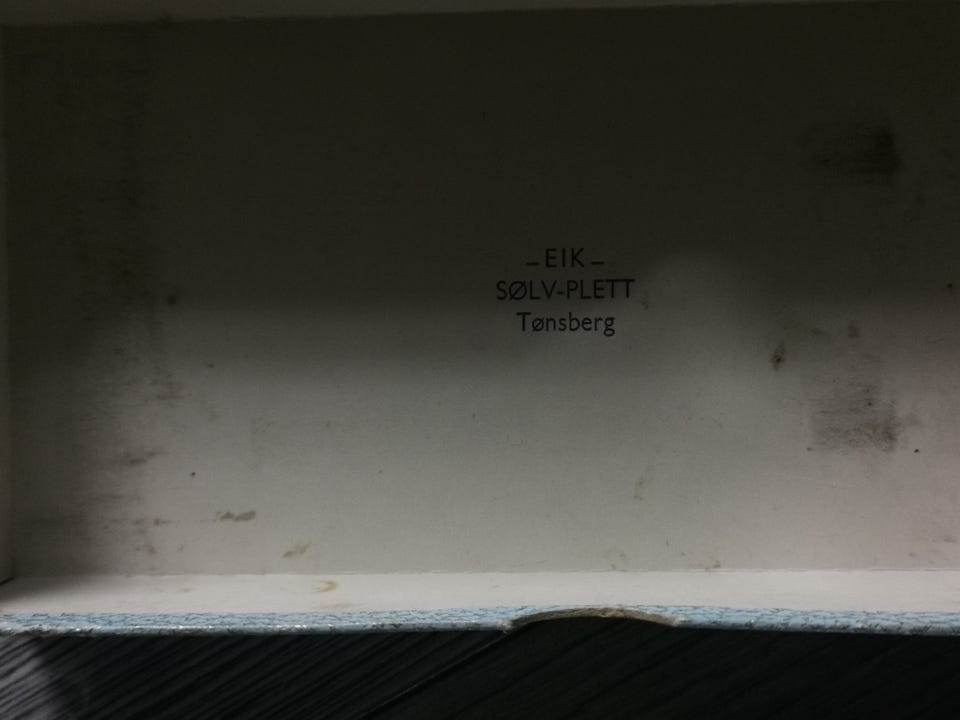 – EIK –
SØLV-PLETT
Tønsberg